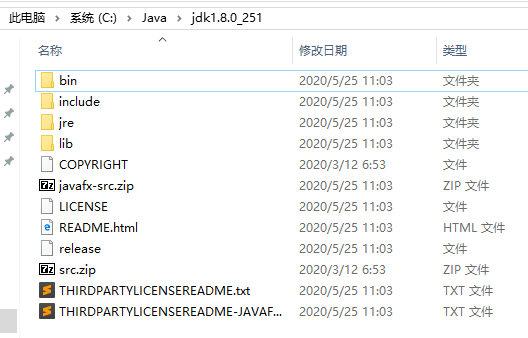 此电脑 › 系统 (C:) › Java › jdk1.8.0_251
名称 修改日期 类型
bin 2020/5/25 11:03 文件夹
include 2020/5/25 11:03 文件夹
jre 2020/5/25 11:03 文件夹
lib 2020/5/25 11:03 文件夹
COPYRIGHT 2020/3/12 6:53 文件
javafx-src.zip 2020/5/25 11:03 ZIP 文件
LICENSE 2020/5/25 11:03 文件
README.html 2020/5/25 11:03 HTML 文件
release 2020/5/25 11:03 文件
src.zip 2020/3/12 6:53 ZIP 文件
THIRDPARTYLICENSEREADME.txt 2020/5/25 11:03 TXT 文件
THIRDPARTYLICENSEREADME-JAVAF... 2020/5/25 11:03 TXT 文件